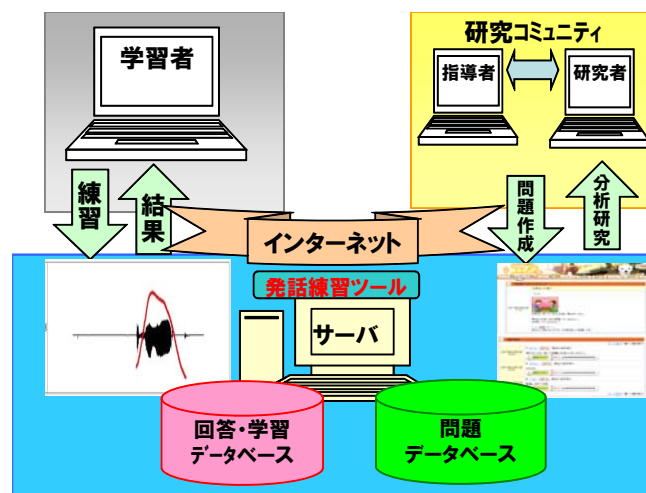 学習者
研究コミュニティ
指導者
研究者
練習
結果
問題作成
分析研究
インターネット
発話練習ツール
サーバ
回答・学習
データベース
問題
データベース